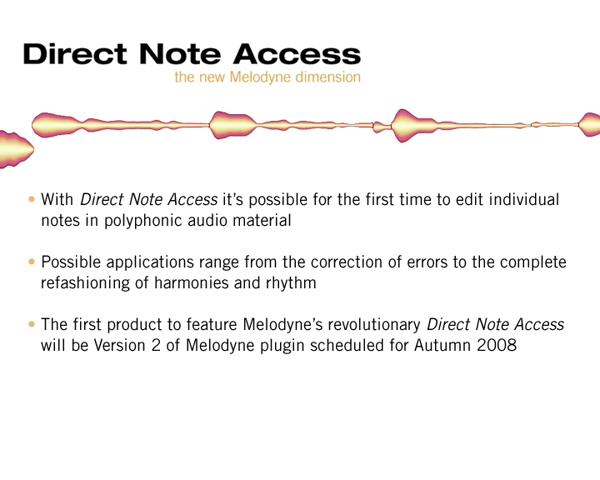 Direct Note Access
the new Melodyne dimension
• With Direct Note Access it's possible for the first time to edit individual
notes in polyphonic audio material
• Possible applications range from the correction of errors to the complete
refashioning of harmonies and rhythm
• The first product to feature Melodyne's revolutionary Direct Note Access
will be Version 2 of Melodyne plugin scheduled for Autumn 2008